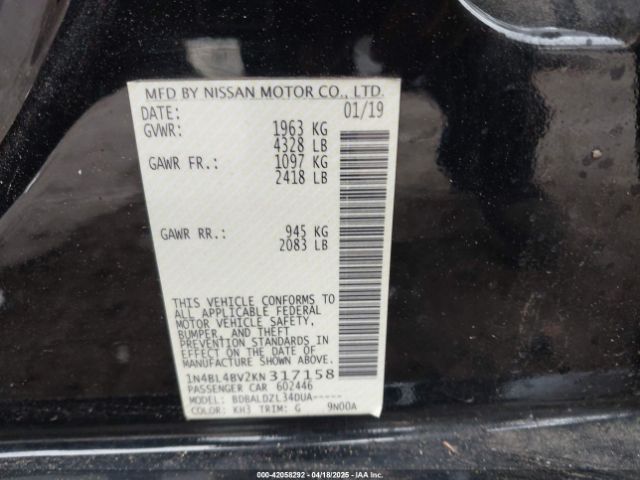 MFD BY NISSAN MOTOR CO., LTD.
DATE: 01/19
GVWR: 1963 KG
4328 LB
GAWR FR.: 1097 KG
2418 LB
GAWR RR.: 945 KG
2083 LB
THIS VEHICLE CONFORMS TO
ALL APPLICABLE FEDERAL
MOTOR VEHICLE SAFETY,
BUMPER, AND THEFT
PREVENTION STANDARDS
IN EFFECT ON THE DATE OF
MANUFACTURE SHOWN ABOVE.
1N4BL4BV2KN317158
PASSENGER CAR 602446
MODEL: BDBALDZL34DUA-----
COLOR: KH3 TRIM: G 9N00A
000-42058292 - 04/18/2025 - IAAI.COM